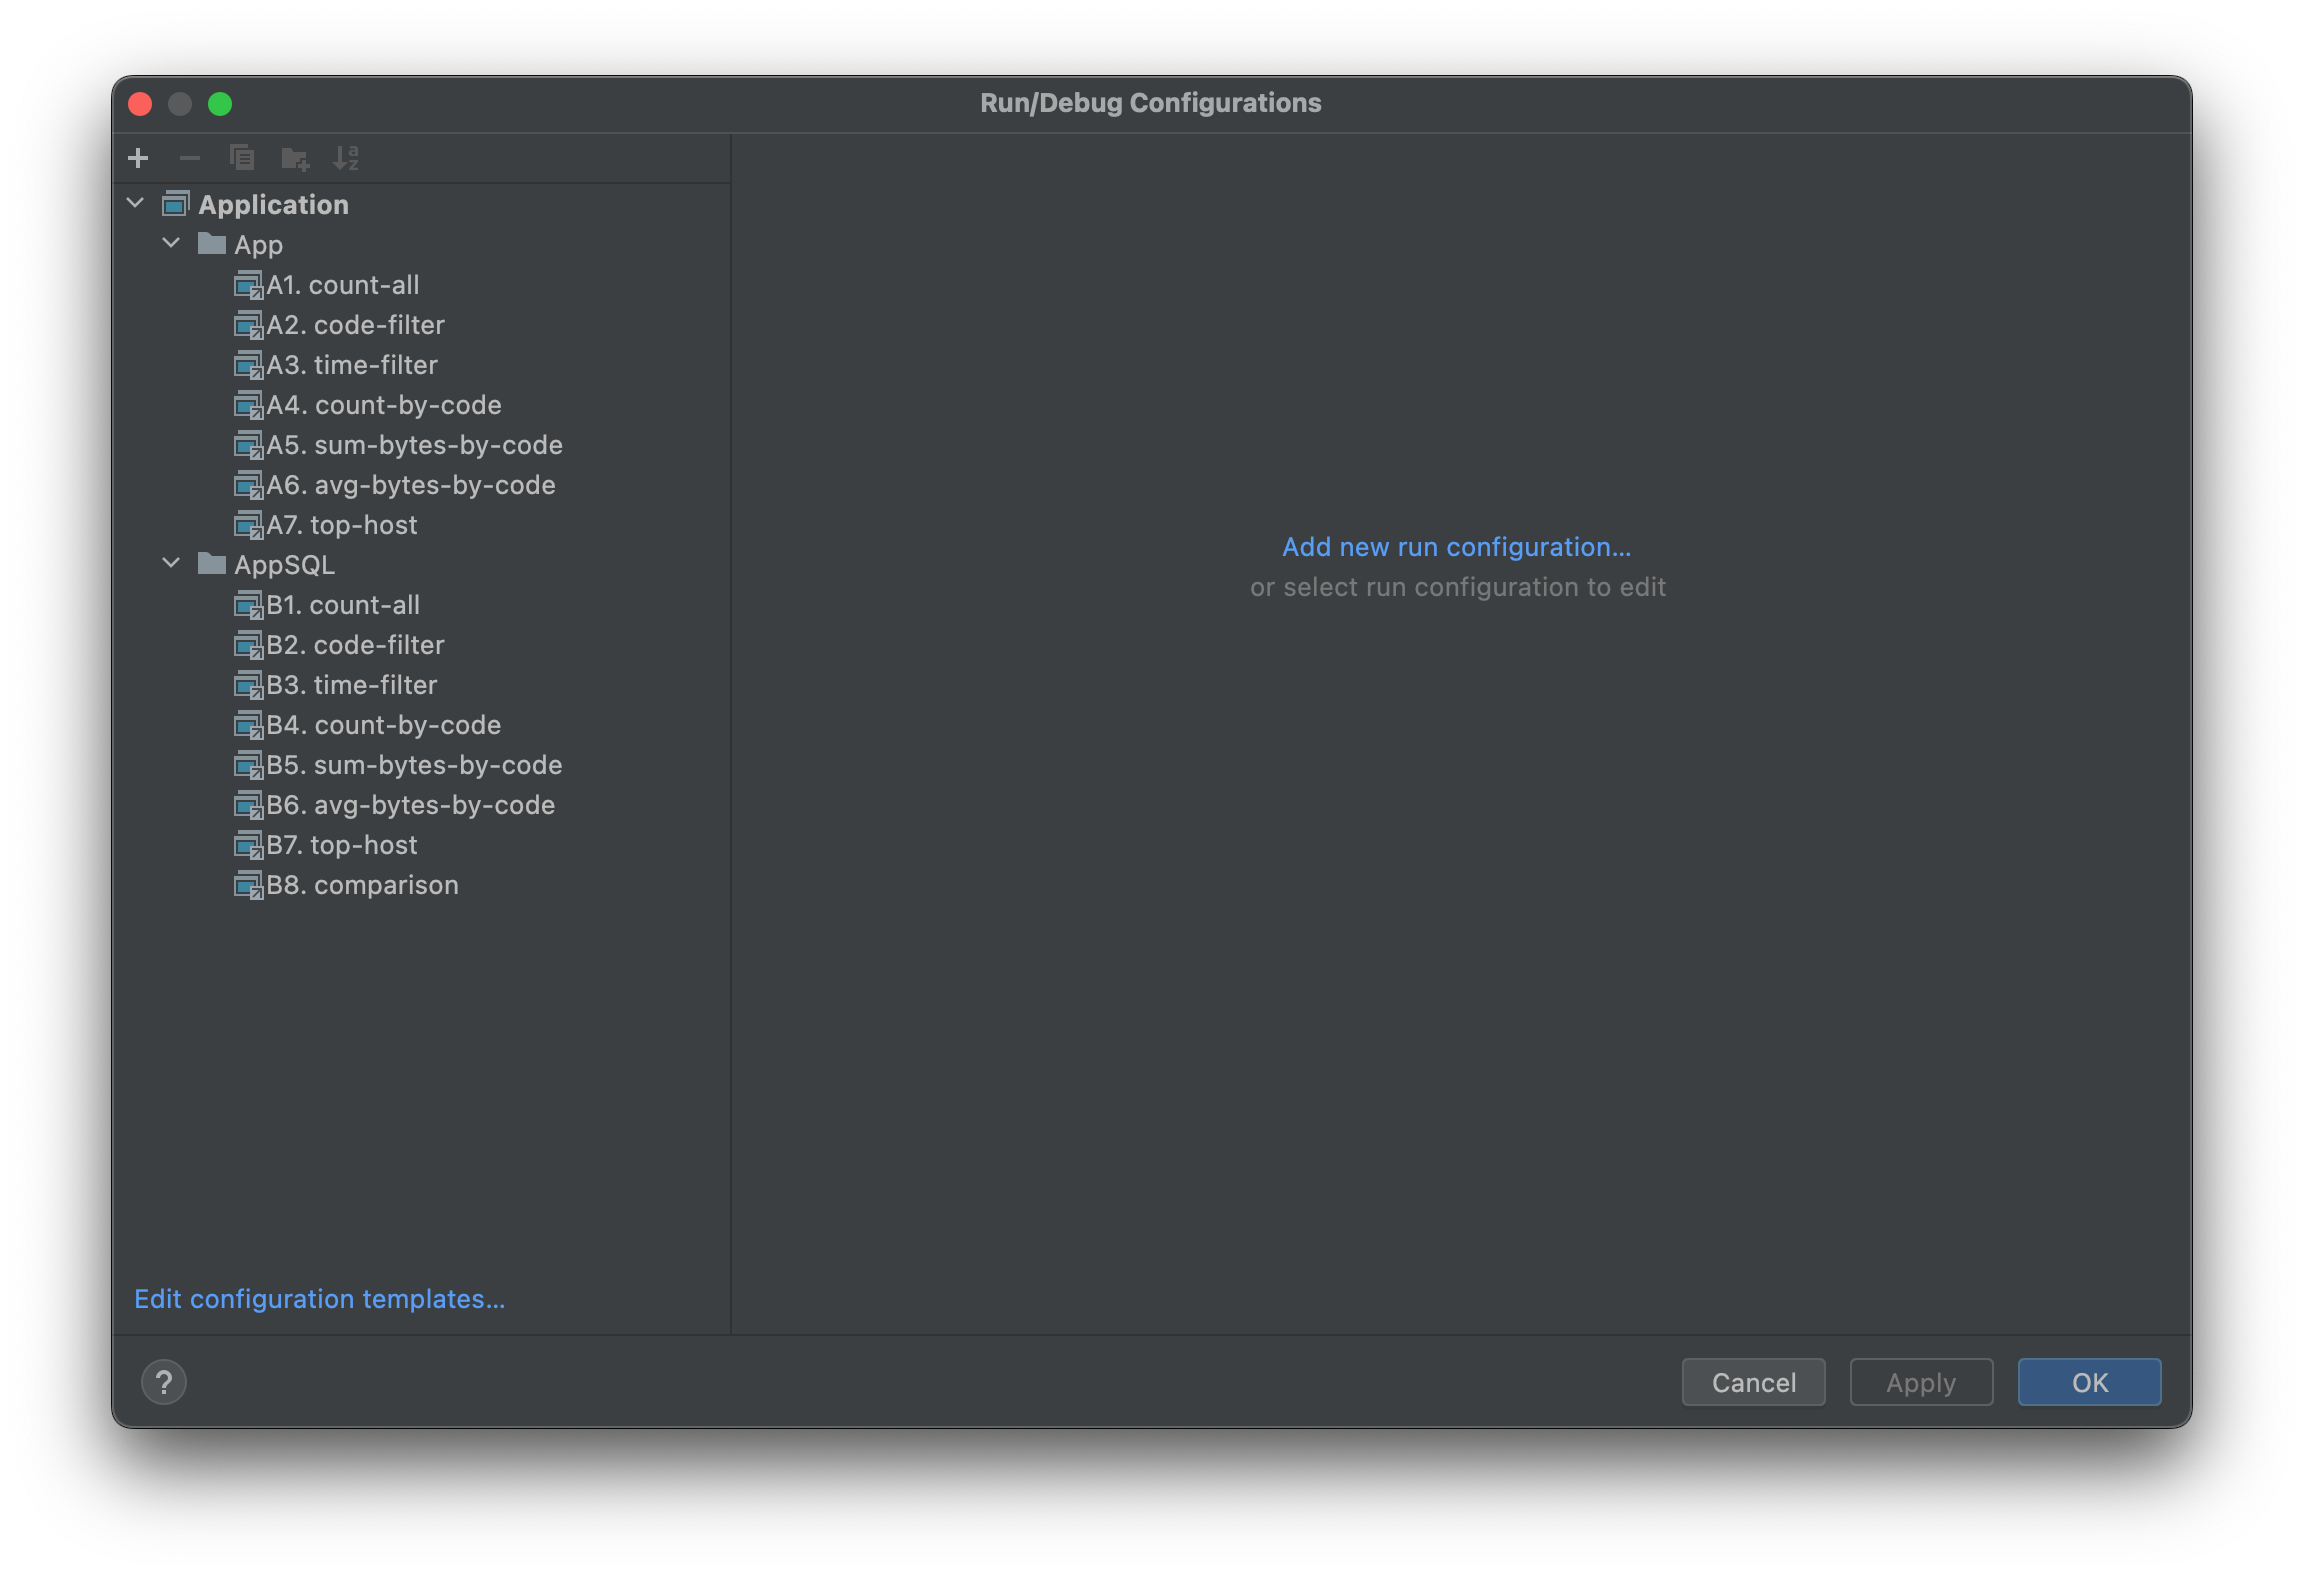 Run/Debug Configurations
Application
App
A1. count-all
A2. code-filter
A3. time-filter
A4. count-by-code
A5. sum-bytes-by-code
A6. avg-bytes-by-code
A7. top-host
AppSQL
B1. count-all
B2. code-filter
B3. time-filter
B4. count-by-code
B5. sum-bytes-by-code
B6. avg-bytes-by-code
B7. top-host
B8. comparison
Edit configuration templates...
Add new run configuration...
or select run configuration to edit
?
Cancel
Apply
OK